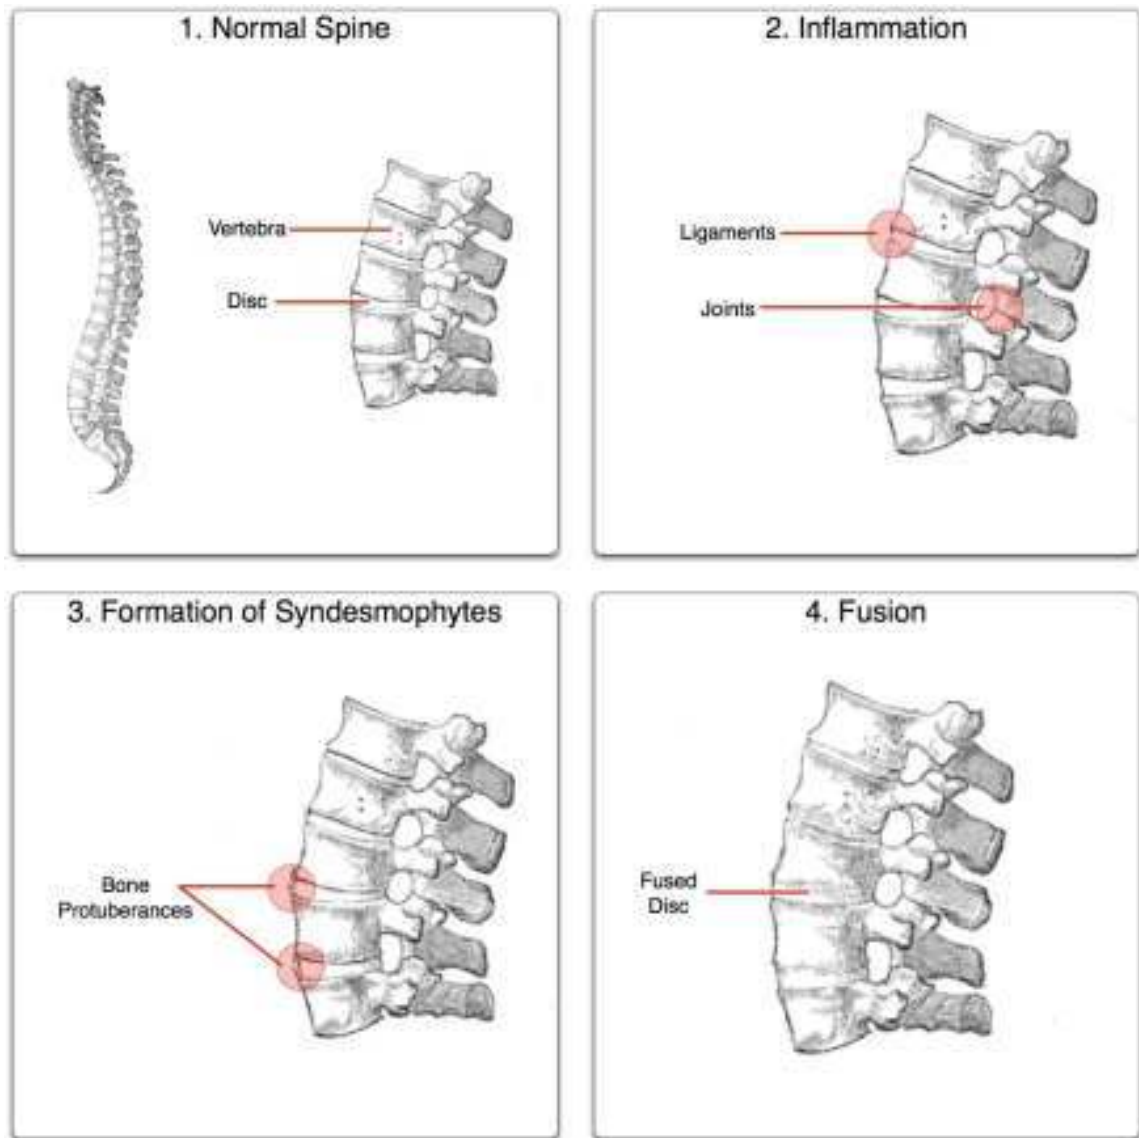 1. Normal Spine
Vertebra
Disc
2. Inflammation
Ligaments
Joints
3. Formation of Syndesmophytes
Bone
Protuberances
4. Fusion
Fused
Disc